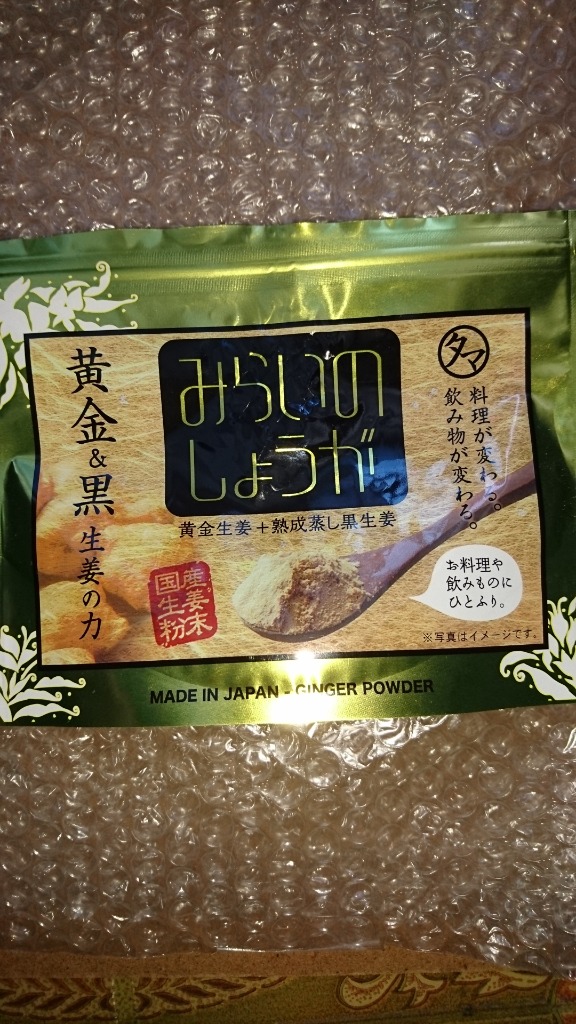 黄金&黒生姜の力
みらいの
しょうが
黄金生姜+熟成蒸し黒生姜
タマ
料理が変わる。
飲み物が変わる。
国産
生姜
粉末
お料理や
飲みものに
ひとふり。
※写真はイメージです。
MADE IN JAPAN - GINGER POWDER